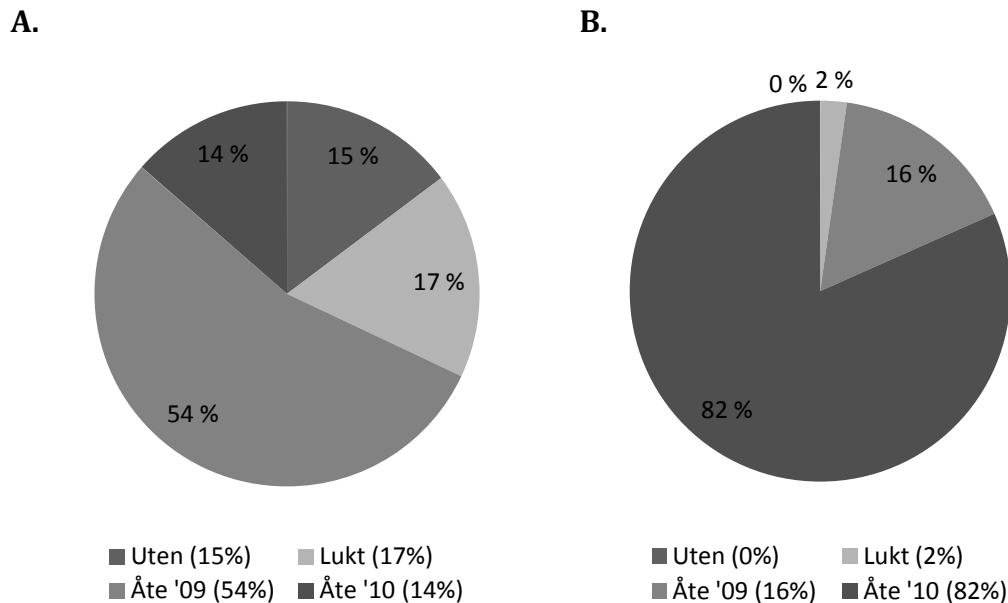 A.
B.
14 %
15 %
17 %
54 %
0 %
2 %
16 %
82 %
Uten (15%)
Lukt (17%)
Åte '09 (54%)
Åte '10 (14%)
Uten (0%)
Lukt (2%)
Åte '09 (16%)
Åte '10 (82%)